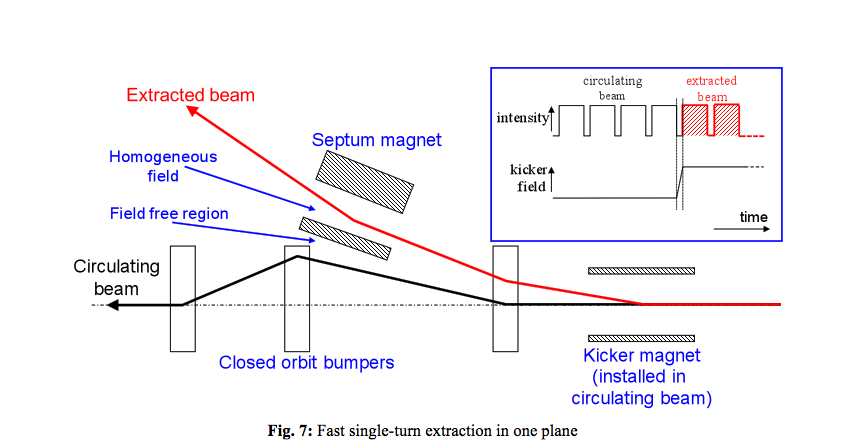 Extracted beam
Septum magnet
Homogeneous
field
Field free region
Circulating
beam
Closed orbit bumpers
Kicker magnet
(installed in
circulating beam)
circulating
beam
extracted
beam
intensity
kicker
field
time
Fig. 7: Fast single-turn extraction in one plane